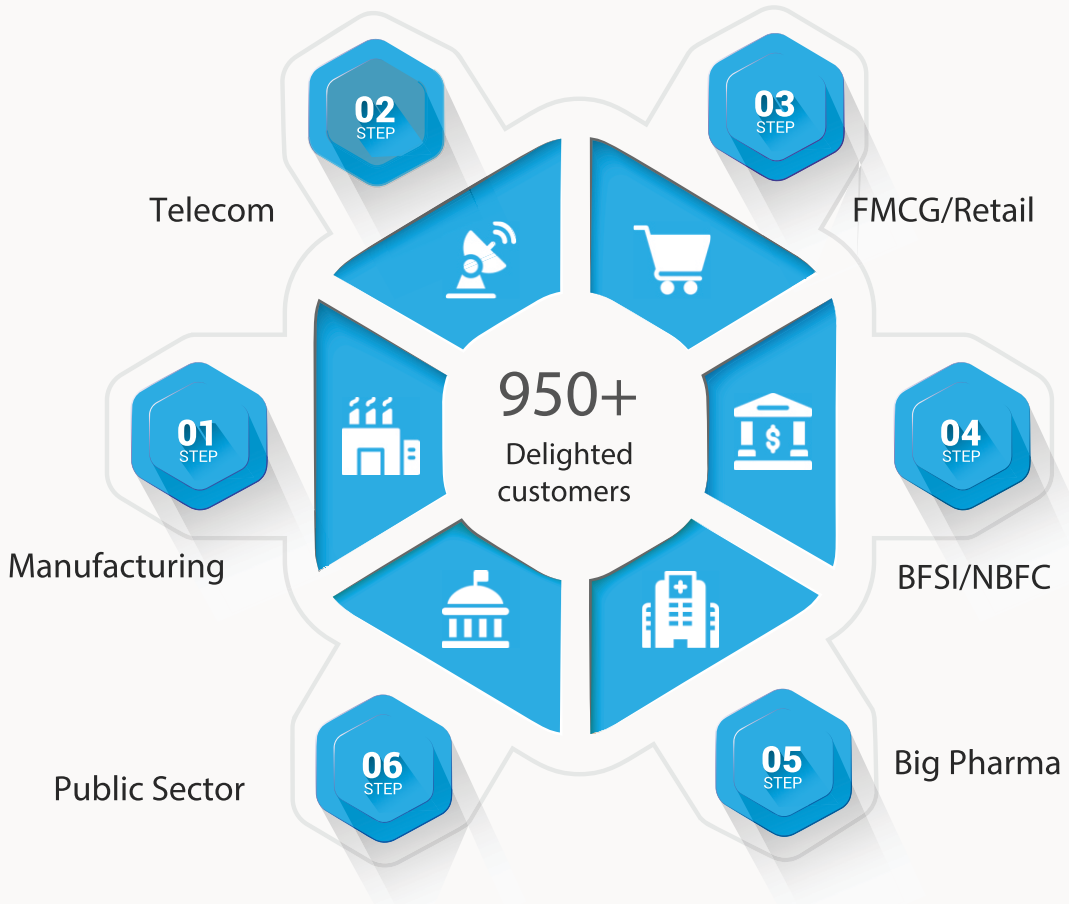 02
STEP
Telecom
03
STEP
FMCG/Retail
01
STEP
Manufacturing
950+
Delighted
customers
$
04
STEP
BFSI/NBFC
06
STEP
Public Sector
05
STEP
Big Pharma